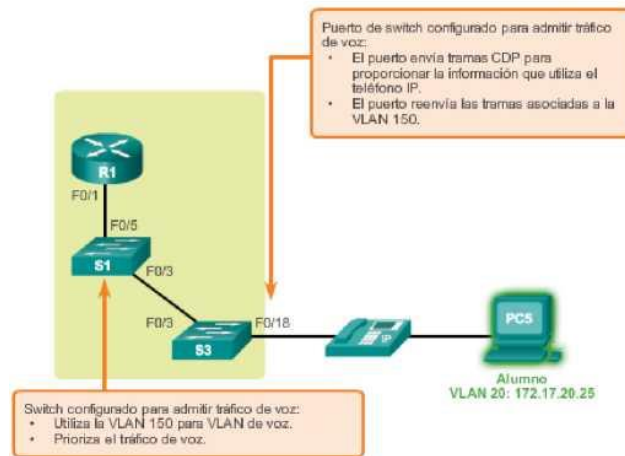 Puerto de switch configurado para admitir tráfico
de voz:
• El puerto envía tramas CDP para
proporcionar la información que utiliza el
teléfono IP.
• El puerto reenvía las tramas asociadas a la
VLAN 150.
R1
F0/1
F0/5
S1
F0/3
F0/3
F0/18
S3
IP
PC5
Alumno
VLAN 20: 172.17.20.25
Switch configurado para admitir tráfico de voz:
• Utiliza la VLAN 150 para VLAN de voz.
• Prioriza el tráfico de voz.